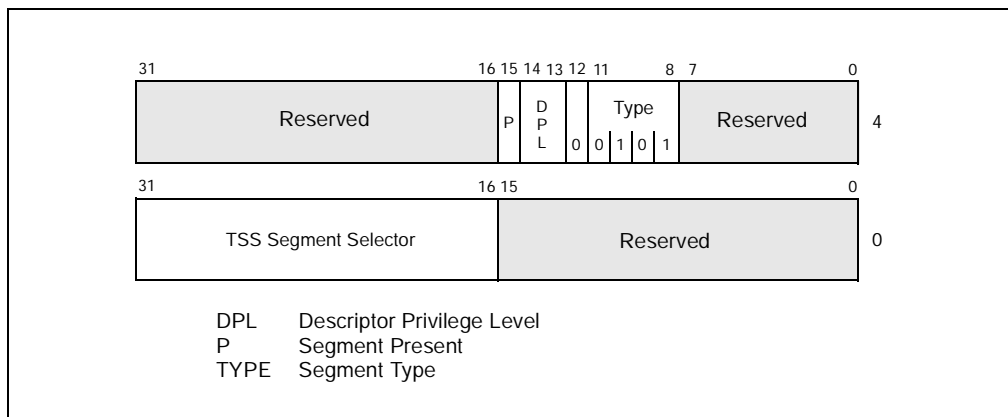 31 16 15 14 13 12 11 8 7 0
Reserved P DPL 0 Type 0 1 0 1 Reserved 4
31 16 15 0
TSS Segment Selector Reserved 0
DPL Descriptor Privilege Level
P Segment Present
TYPE Segment Type